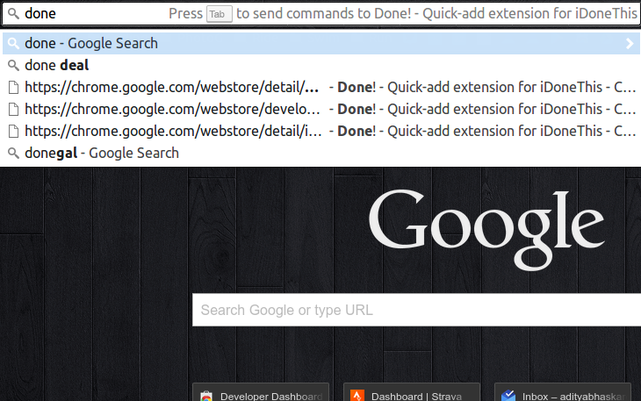 done Press Tab to send commands to Done! - Quick-add extension for iDoneThis
done - Google Search
done deal
https://chrome.google.com/webstore/detail/... - Done! - Quick-add extension for iDoneThis - C...
https://chrome.google.com/webstore/develo... - Done! - Quick-add extension for iDoneThis - C...
https://chrome.google.com/webstore/detail/i... - Done! - Quick-add extension for iDoneThis - C...
donegal - Google Search
Google
Search Google or type URL
Developer Dashboard Dashboard | Strava Inbox – adityabhaskar